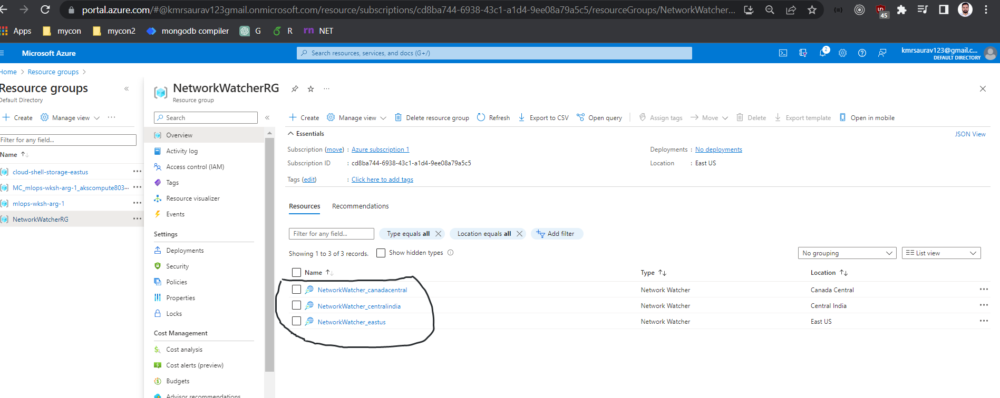 portal.azure.com/#@kmrsaurav123gmail.onmicrosoft.com/resource/subscriptions/cd8ba744-6938-43c1-a1d4-9ee08a79a5c5/resourceGroups/NetworkWatcher...
45
Apps mycon mycon2 mongodb compiler G R rn NET
Microsoft Azure
Search resources, services, and docs (G+/)
2
kmrsaurav123@gmail.c...
DEFAULT DIRECTORY
Home > Resource groups >
Resource groups
Default Directory
Create Manage view ...
Filter for any field...
Name
cloud-shell-storage-eastus
MC_mlops-wksh-arg-1_akscompute803...
mlops-wksh-arg-1
NetworkWatcherRG
NetworkWatcherRG
Resource group
Search
Overview
Activity log
Access control (IAM)
Tags
Resource visualizer
Events
Settings
Deployments
Security
Policies
Properties
Locks
Cost Management
Cost analysis
Cost alerts (preview)
Budgets
Advisor recommendations
Create Manage view Delete resource group Refresh Export to CSV Open query Assign tags Move Delete Export template Open in mobile
Essentials
JSON View
Subscription (move) : Azure subscription 1
Deployments : No deployments
Subscription ID : cd8ba744-6938-43c1-a1d4-9ee08a79a5c5
Location : East US
Tags (edit) : Click here to add tags
Resources Recommendations
Filter for any field... Type equals all Location equals all Add filter
Showing 1 to 3 of 3 records. Show hidden types
No grouping List view
Name Type Location
NetworkWatcher_canadacentral Network Watcher Canada Central
NetworkWatcher_centralindia Network Watcher Central India
NetworkWatcher_eastus Network Watcher East US